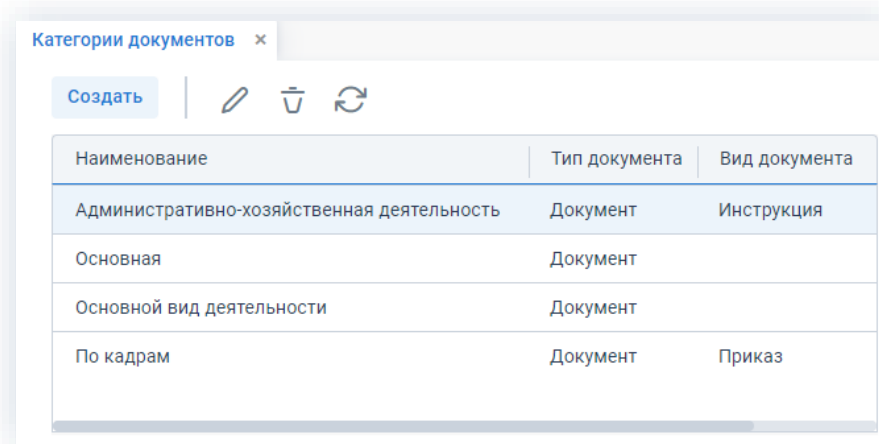 Категории документов ×
Создать
Наименование Тип документа Вид документа
Административно-хозяйственная деятельность Документ Инструкция
Основная Документ
Основной вид деятельности Документ
По кадрам Документ Приказ